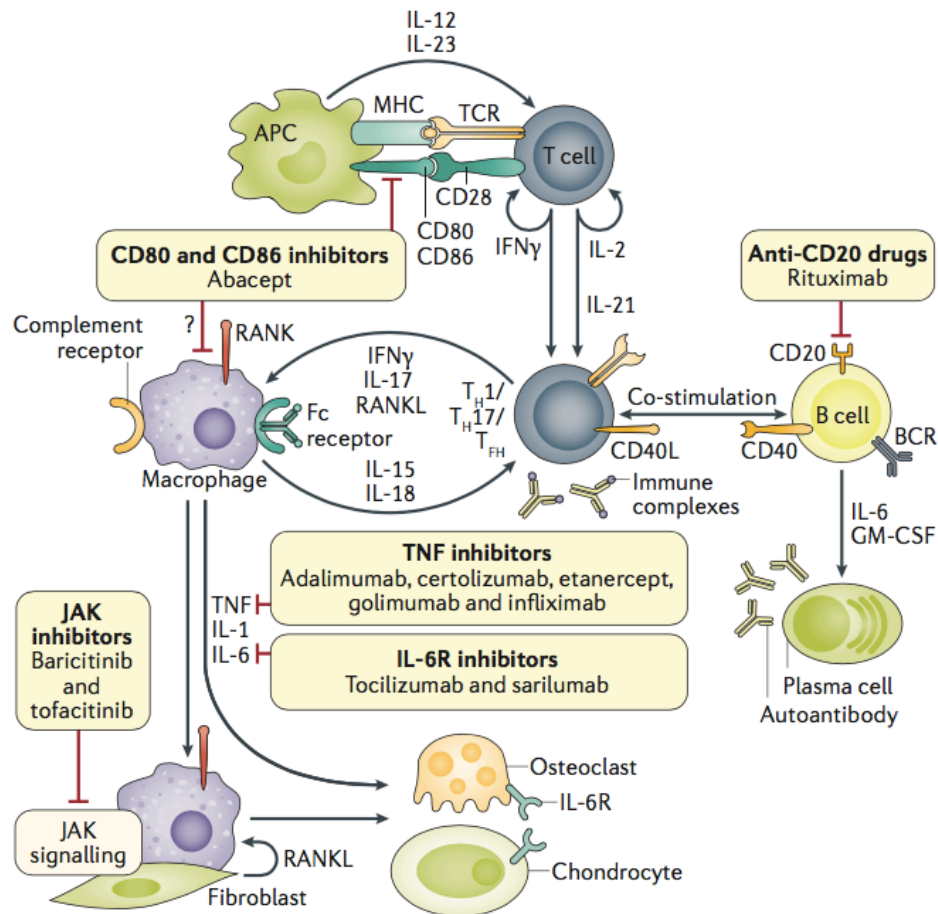 IL-12
IL-23
MHC
TCR
APC
T cell
CD28
CD80
CD86
IFNγ
IL-2
CD80 and CD86 inhibitors
Abacept
Anti-CD20 drugs
Rituximab
IL-21
Complement
receptor
?
RANK
CD20
IFNγ
IL-17
RANKL
TH1/
TH17/
TFH
Co-stimulation
B cell
Fc
receptor
CD40L
CD40
BCR
Macrophage
IL-15
IL-18
Immune
complexes
IL-6
GM-CSF
TNF inhibitors
Adalimumab, certolizumab, etanercept,
golimumab and infliximab
TNF
IL-1
IL-6
JAK
inhibitors
Baricitinib
and
tofacitinib
IL-6R inhibitors
Tocilizumab and sarilumab
Plasma cell
Autoantibody
Osteoclast
IL-6R
JAK
signalling
RANKL
Chondrocyte
Fibroblast